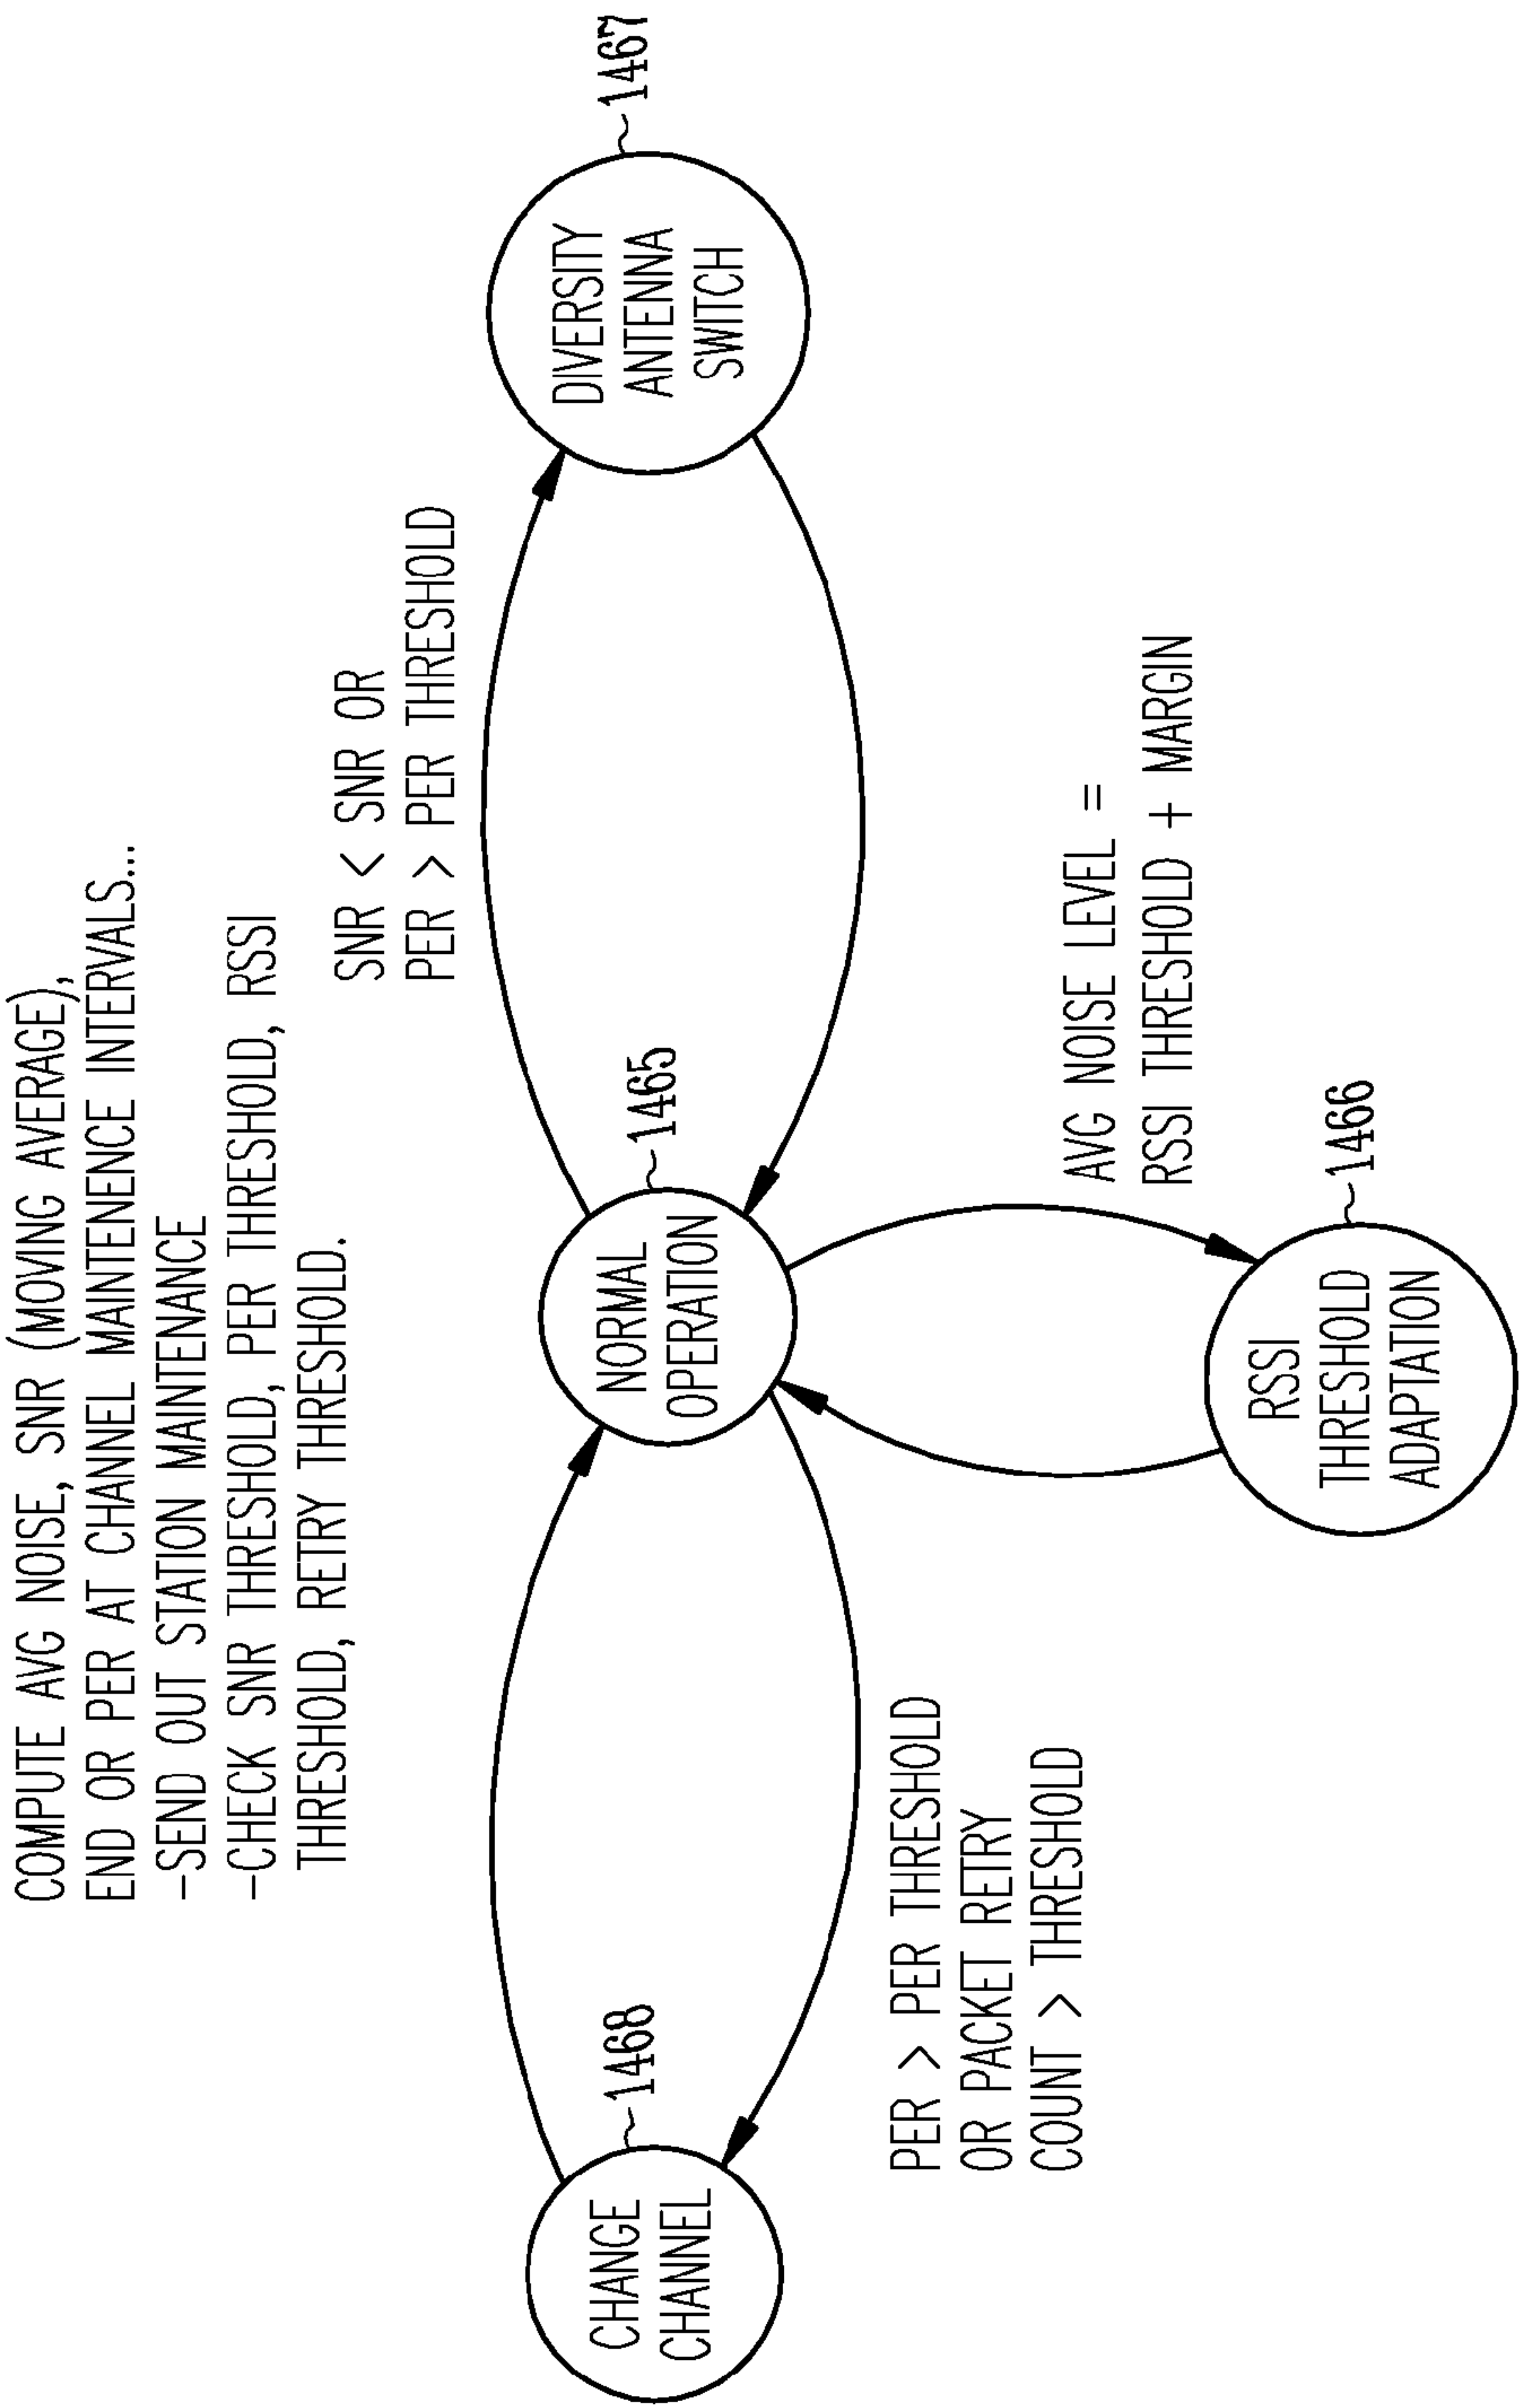 COMPUTE AVG NOISE, SNR (MOVING AVERAGE),
END OR PER AT CHANNEL MAINTENENCE INTERVALS...
-SEND OUT STATION MAINTENANCE
-CHECK SNR THRESHOLD, PER THRESHOLD, RSSI
THRESHOLD, RETRY THRESHOLD.
SNR < SNR OR
PER > PER THRESHOLD
1468
CHANGE
CHANNEL
1465
NORMAL
OPERATION
1467
DIVERSITY
ANTENNA
SWITCH
PER > PER THRESHOLD
OR PACKET RETRY
COUNT > THRESHOLD
AVG NOISE LEVEL =
RSSI THRESHOLD + MARGIN
1466
RSSI
THRESHOLD
ADAPTATION